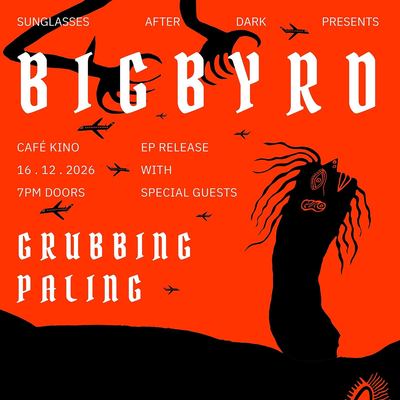 SUNGLASSES AFTER DARK PRESENTS
BIGBYRD
CAFÉ KINO
16.12.2026
7PM DOORS
EP RELEASE
WITH
SPECIAL GUESTS
GRUBBING
PALING